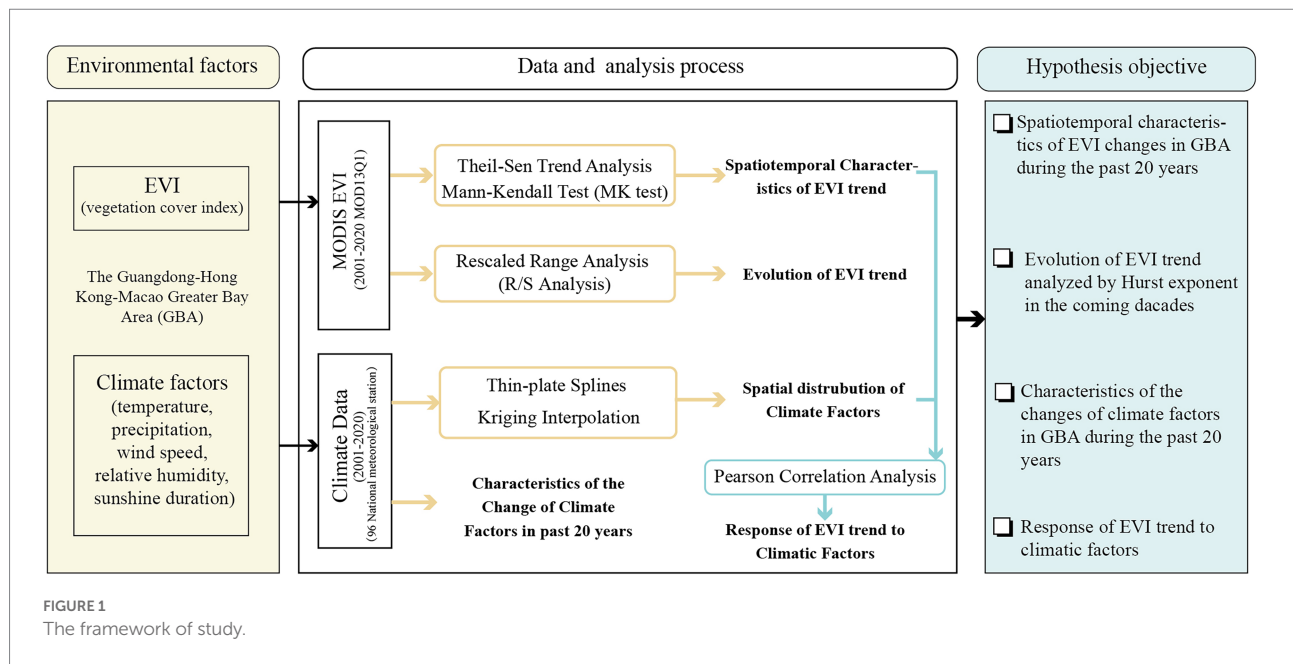 Environmental factors
Data and analysis process
Hypothesis objective
EVI
(vegetation cover index)
The Guangdong-Hong
Kong-Macao Greater Bay
Area (GBA)
Climate factors
(temperature,
precipitation,
wind speed,
relative humidity,
sunshine duration)
MODIS EVI
(2001-2020 MOD13Q1)
Theil-Sen Trend Analysis
Mann-Kendall Test (MK test)
Spatiotemporal Character-
istics of EVI trend
Rescaled Range Analysis
(R/S Analysis)
Evolution of EVI trend
Climate Data
(2001-2020)
(96 National meteorological station)
Thin-plate Splines
Kriging Interpolation
Spatial distrubution of
Climate Factors
Characteristics of the
Change of Climate
Factors in past 20 years
Pearson Correlation Analysis
Response of EVI trend to
Climatic Factors
Spatiotemporal characteris-
tics of EVI changes in GBA
during the past 20 years
Evolution of EVI trend
analyzed by Hurst exponent
in the coming dacades
Characteristics of the
changes of climate factors
in GBA during the past 20
years
Response of EVI trend to
climatic factors
FIGURE 1
The framework of study.